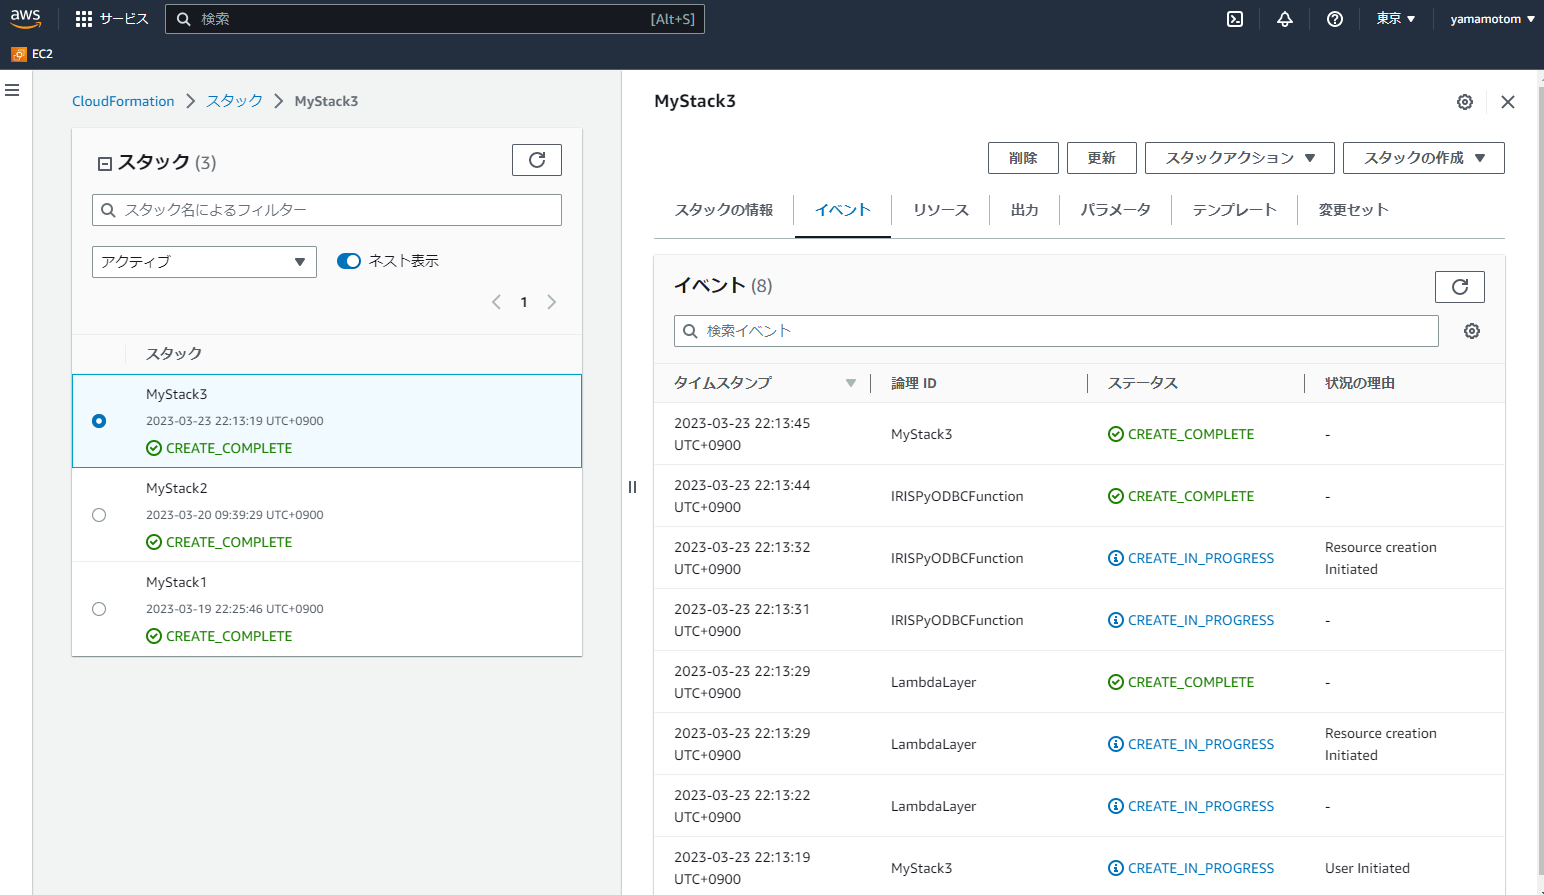 aws
サービス
検索
[Alt+S]
東京
yamamotom
EC2
CloudFormation
スタック
MyStack3
スタック (3)
スタック名によるフィルター
アクティブ
ネスト表示
1
スタック
MyStack3
2023-03-23 22:13:19 UTC+0900
CREATE_COMPLETE
MyStack2
2023-03-20 09:39:29 UTC+0900
CREATE_COMPLETE
MyStack1
2023-03-19 22:25:46 UTC+0900
CREATE_COMPLETE
MyStack3
削除
更新
スタックアクション
スタックの作成
スタックの情報
イベント
リソース
出力
パラメータ
テンプレート
変更セット
イベント (8)
検索イベント
タイムスタンプ
論理 ID
ステータス
状況の理由
2023-03-23 22:13:45
UTC+0900
MyStack3
CREATE_COMPLETE
-
2023-03-23 22:13:44
UTC+0900
IRISPyODBCFunction
CREATE_COMPLETE
-
2023-03-23 22:13:32
UTC+0900
IRISPyODBCFunction
CREATE_IN_PROGRESS
Resource creation
Initiated
2023-03-23 22:13:31
UTC+0900
IRISPyODBCFunction
CREATE_IN_PROGRESS
-
2023-03-23 22:13:29
UTC+0900
LambdaLayer
CREATE_COMPLETE
-
2023-03-23 22:13:29
UTC+0900
LambdaLayer
CREATE_IN_PROGRESS
Resource creation
Initiated
2023-03-23 22:13:22
UTC+0900
LambdaLayer
CREATE_IN_PROGRESS
-
2023-03-23 22:13:19
UTC+0900
MyStack3
CREATE_IN_PROGRESS
User Initiated